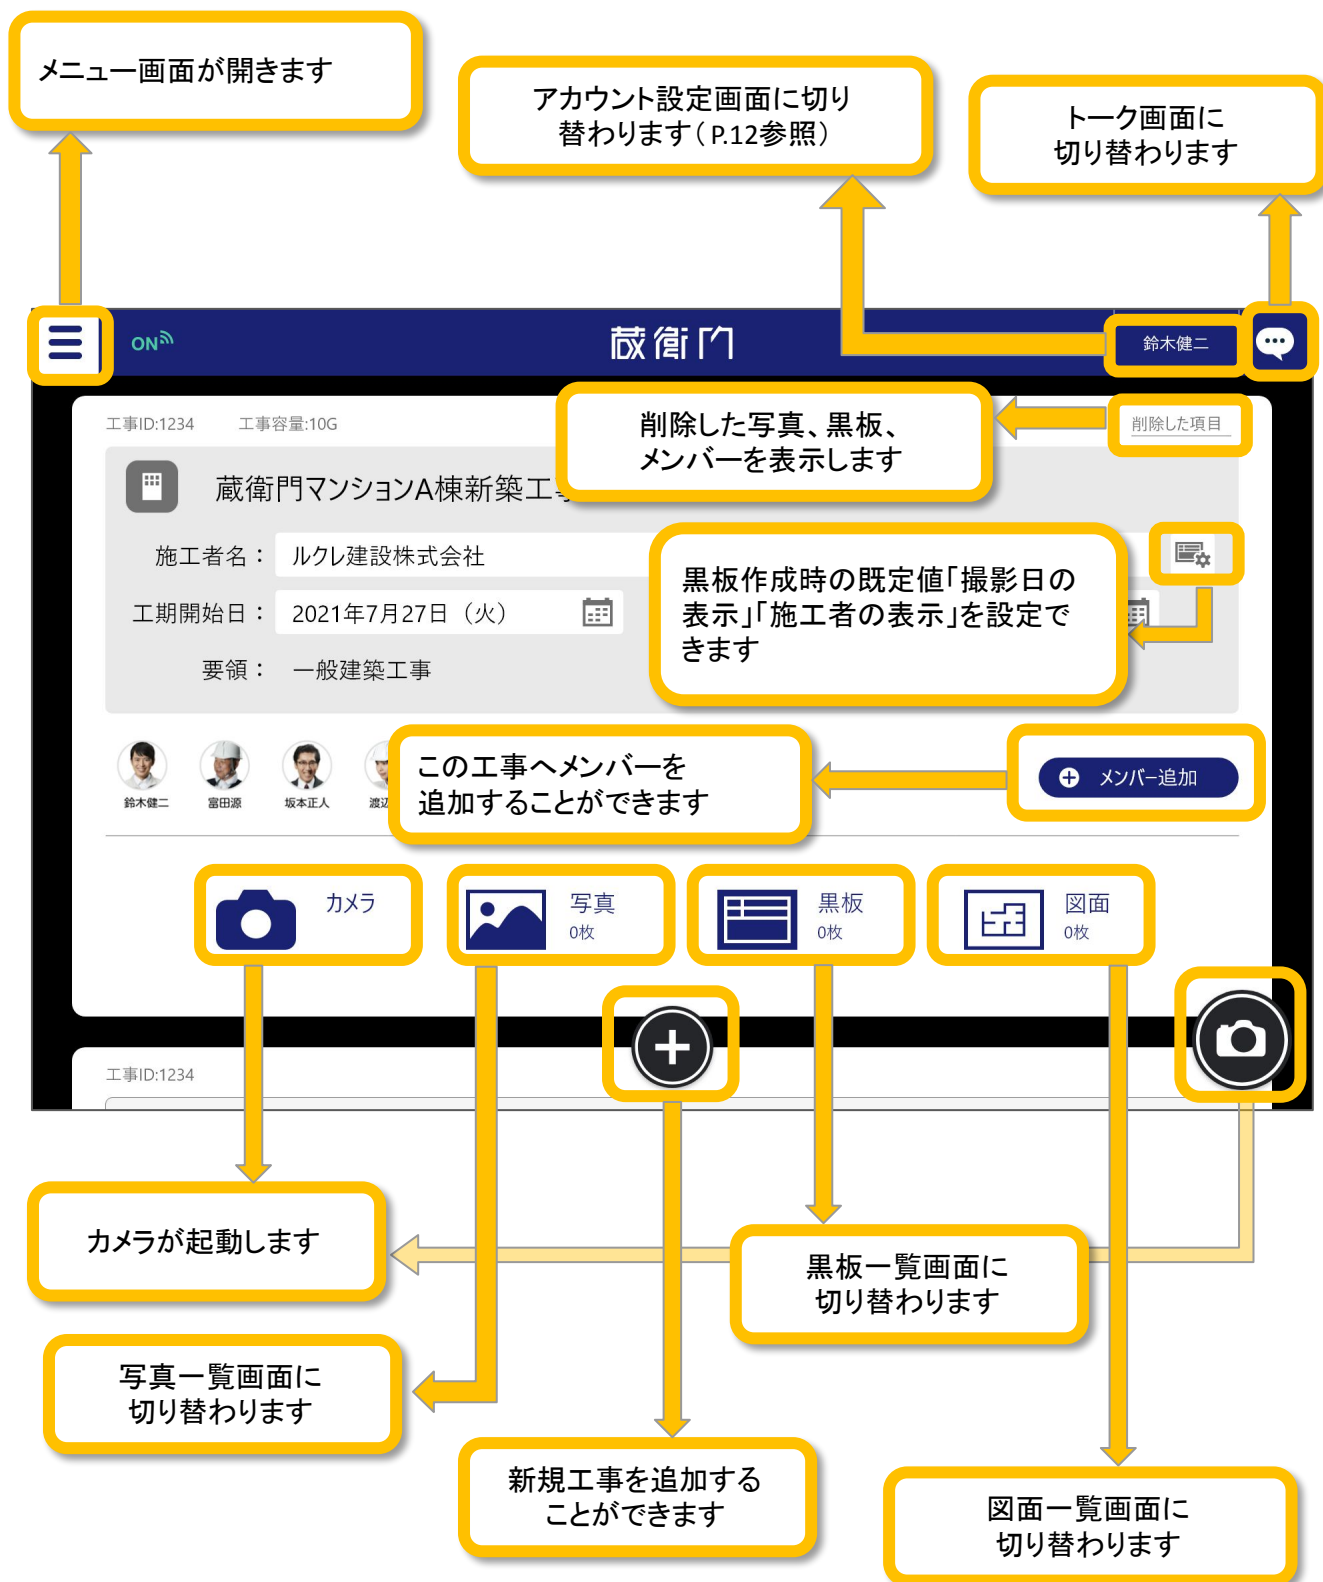 メニュー画面が開きます
アカウント設定画面に切り
替わります（P.12参照）
トーク画面に
切り替わります
ON
蔵衛門
鈴木健二
工事ID:1234
工事容量:10G
削除した写真、黒板、
メンバーを表示します
削除した項目
蔵衛門マンションA棟新築工
施工者名：
ルクレ建設株式会社
工期開始日：
2021年7月27日（火）
黒板作成時の既定値「撮影日の
表示」「施工者の表示」を設定で
きます
要領：
一般建築工事
鈴木健二
富田源
坂本正人
渡辺
この工事へメンバーを
追加することができます
メンバー追加
カメラ
写真
0枚
黒板
0枚
図面
0枚
工事ID:1234
カメラが起動します
黒板一覧画面に
切り替わります
写真一覧画面に
切り替わります
新規工事を追加する
ことができます
図面一覧画面に
切り替わります